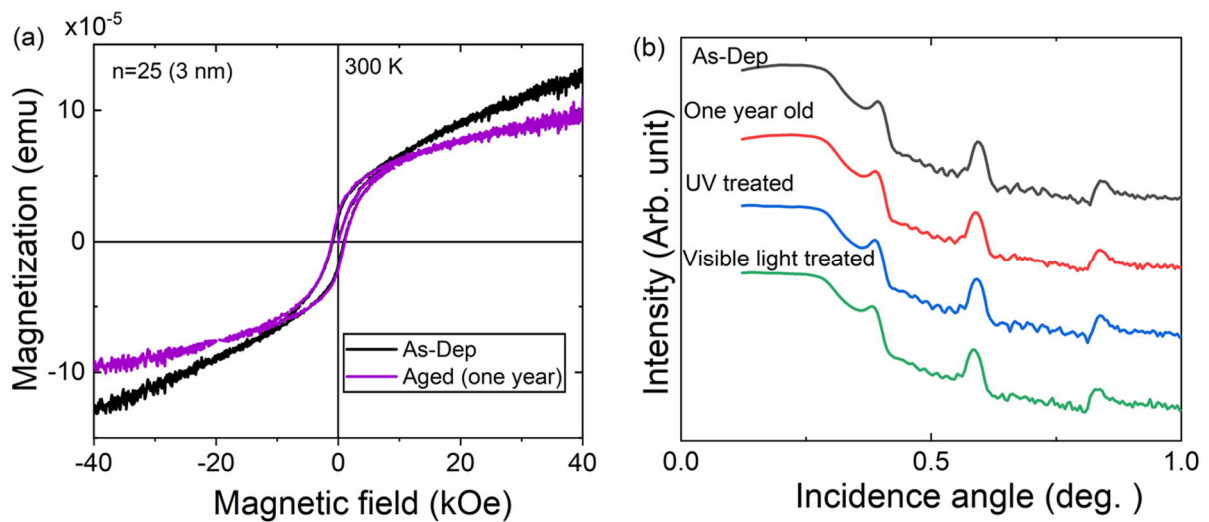 (a)
x10-5
n=25 (3 nm)
300 K
10
0
-10
Magnetization (emu)
As-Dep
Aged (one year)
-40
-20
0
20
40
Magnetic field (kOe)
(b)
As-Dep
One year old
UV treated
Visible light treated
Intensity (Arb. unit)
0.0
0.5
1.0
Incidence angle (deg. )